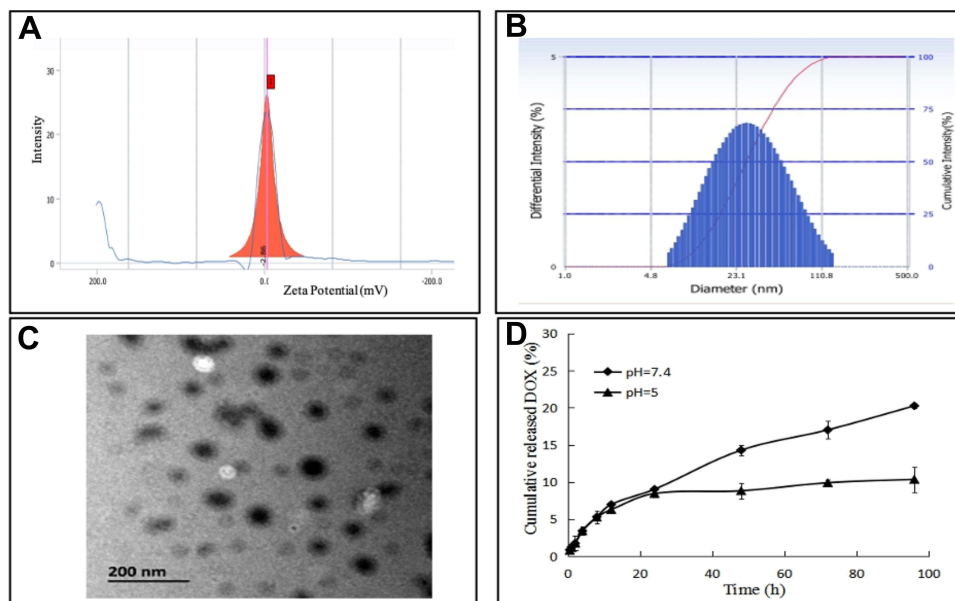 A
30
20
10
0
Intensity
-2.86
200.0 0.1 -200.0
Zeta Potential (mV)
B
5
Differential Intensity (%)
100
75
50
25
0
Cumulative Intensity(%)
1.0 4.8 23.1 110.8 500.0
Diameter (nm)
C
200 nm
D
30
25
20
15
10
5
0
Cumulative released DOX (%)
pH=7.4
pH=5
0 20 40 60 80 100
Time (h)